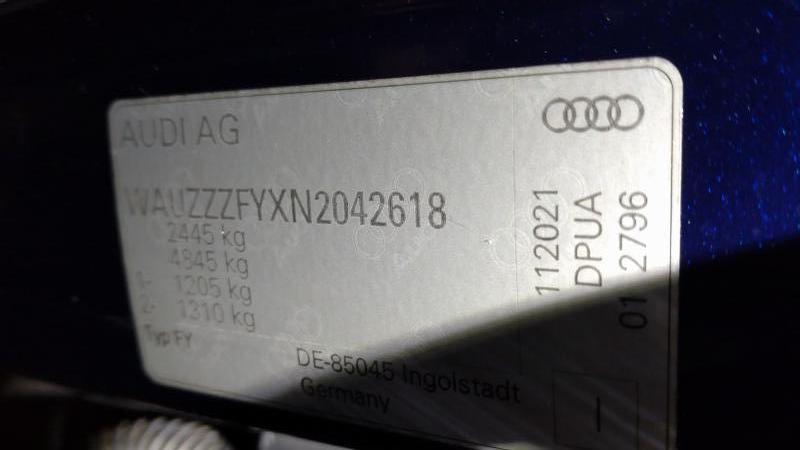 AUDI AG
WAUZZZFYXN2042618
2445 kg
4845 kg
1- 1205 kg
2- 1310 kg
Typ FY
DE-85045 Ingolstadt
Germany
112021
DPUA
2796